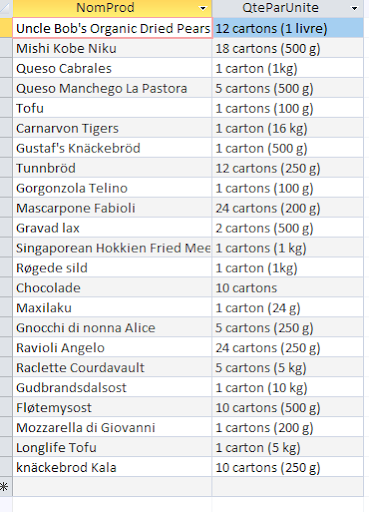 NomProd QteParUnite
Uncle Bob's Organic Dried Pears 12 cartons (1 livre)
Mishi Kobe Niku 18 cartons (500 g)
Queso Cabrales 1 carton (1kg)
Queso Manchego La Pastora 5 cartons (500 g)
Tofu 1 cartons (100 g)
Carnarvon Tigers 1 carton (16 kg)
Gustaf's Knäckebröd 1 carton (500 g)
Tunnbröd 12 cartons (250 g)
Gorgonzola Telino 1 cartons (100 g)
Mascarpone Fabioli 24 cartons (200 g)
Gravad lax 2 cartons (500 g)
Singaporean Hokkien Fried Mee 1 cartons (1 kg)
Røgede sild 1 carton (1kg)
Chocolade 10 cartons
Maxilaku 1 carton (24 g)
Gnocchi di nonna Alice 5 cartons (250 g)
Ravioli Angelo 24 cartons (250 g)
Raclette Courdavault 5 cartons (5 kg)
Gudbrandsdalsost 1 carton (10 kg)
Fløtemysost 10 cartons (500 g)
Mozzarella di Giovanni 1 cartons (200 g)
Longlife Tofu 1 carton (5 kg)
knäckebrod Kala 10 cartons (250 g)